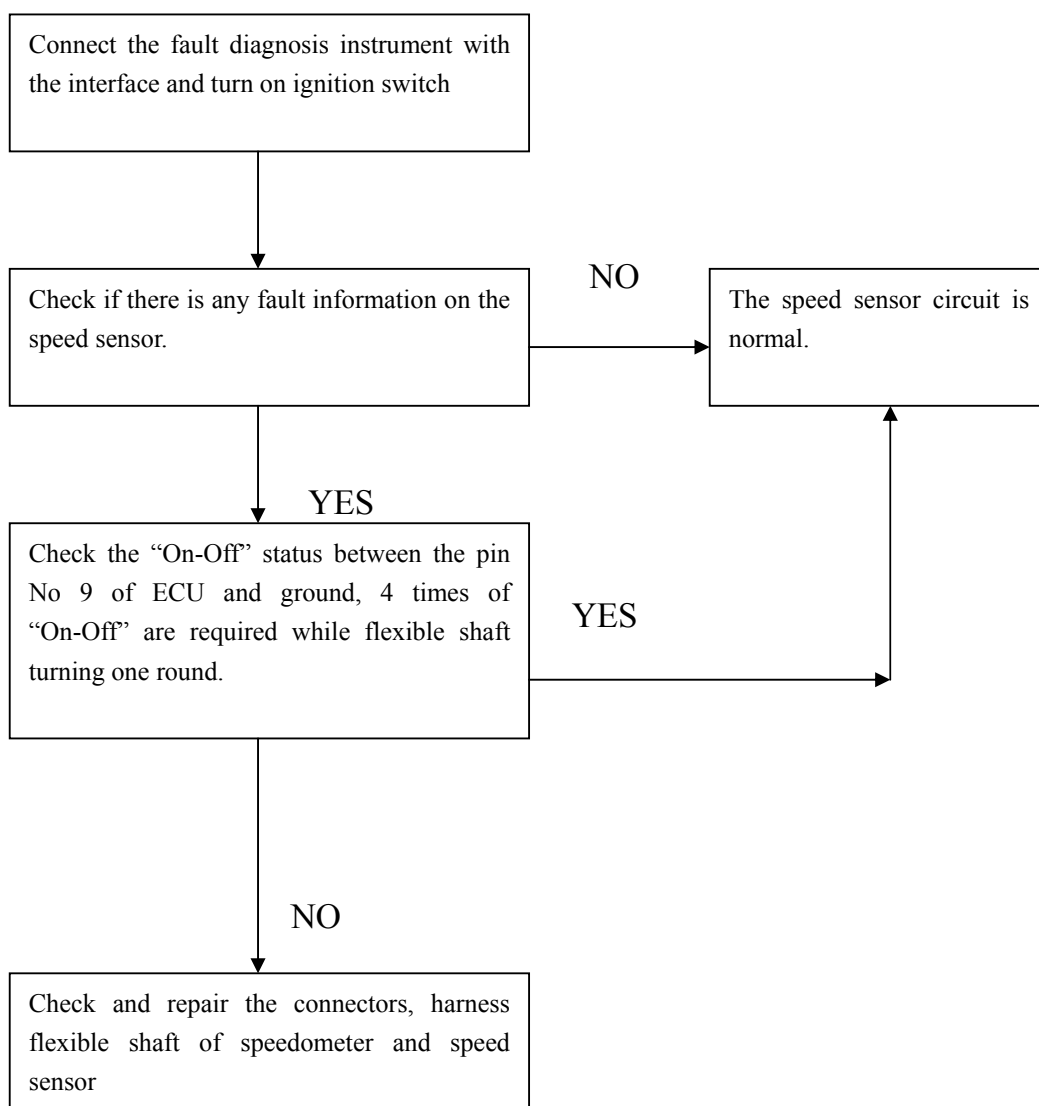 Connect the fault diagnosis instrument with
the interface and turn on ignition switch
Check if there is any fault information on the
speed sensor.
NO
The speed sensor circuit is
normal.
YES
Check the “On-Off” status between the pin
No 9 of ECU and ground, 4 times of
“On-Off” are required while flexible shaft
turning one round.
YES
NO
Check and repair the connectors, harness
flexible shaft of speedometer and speed
sensor